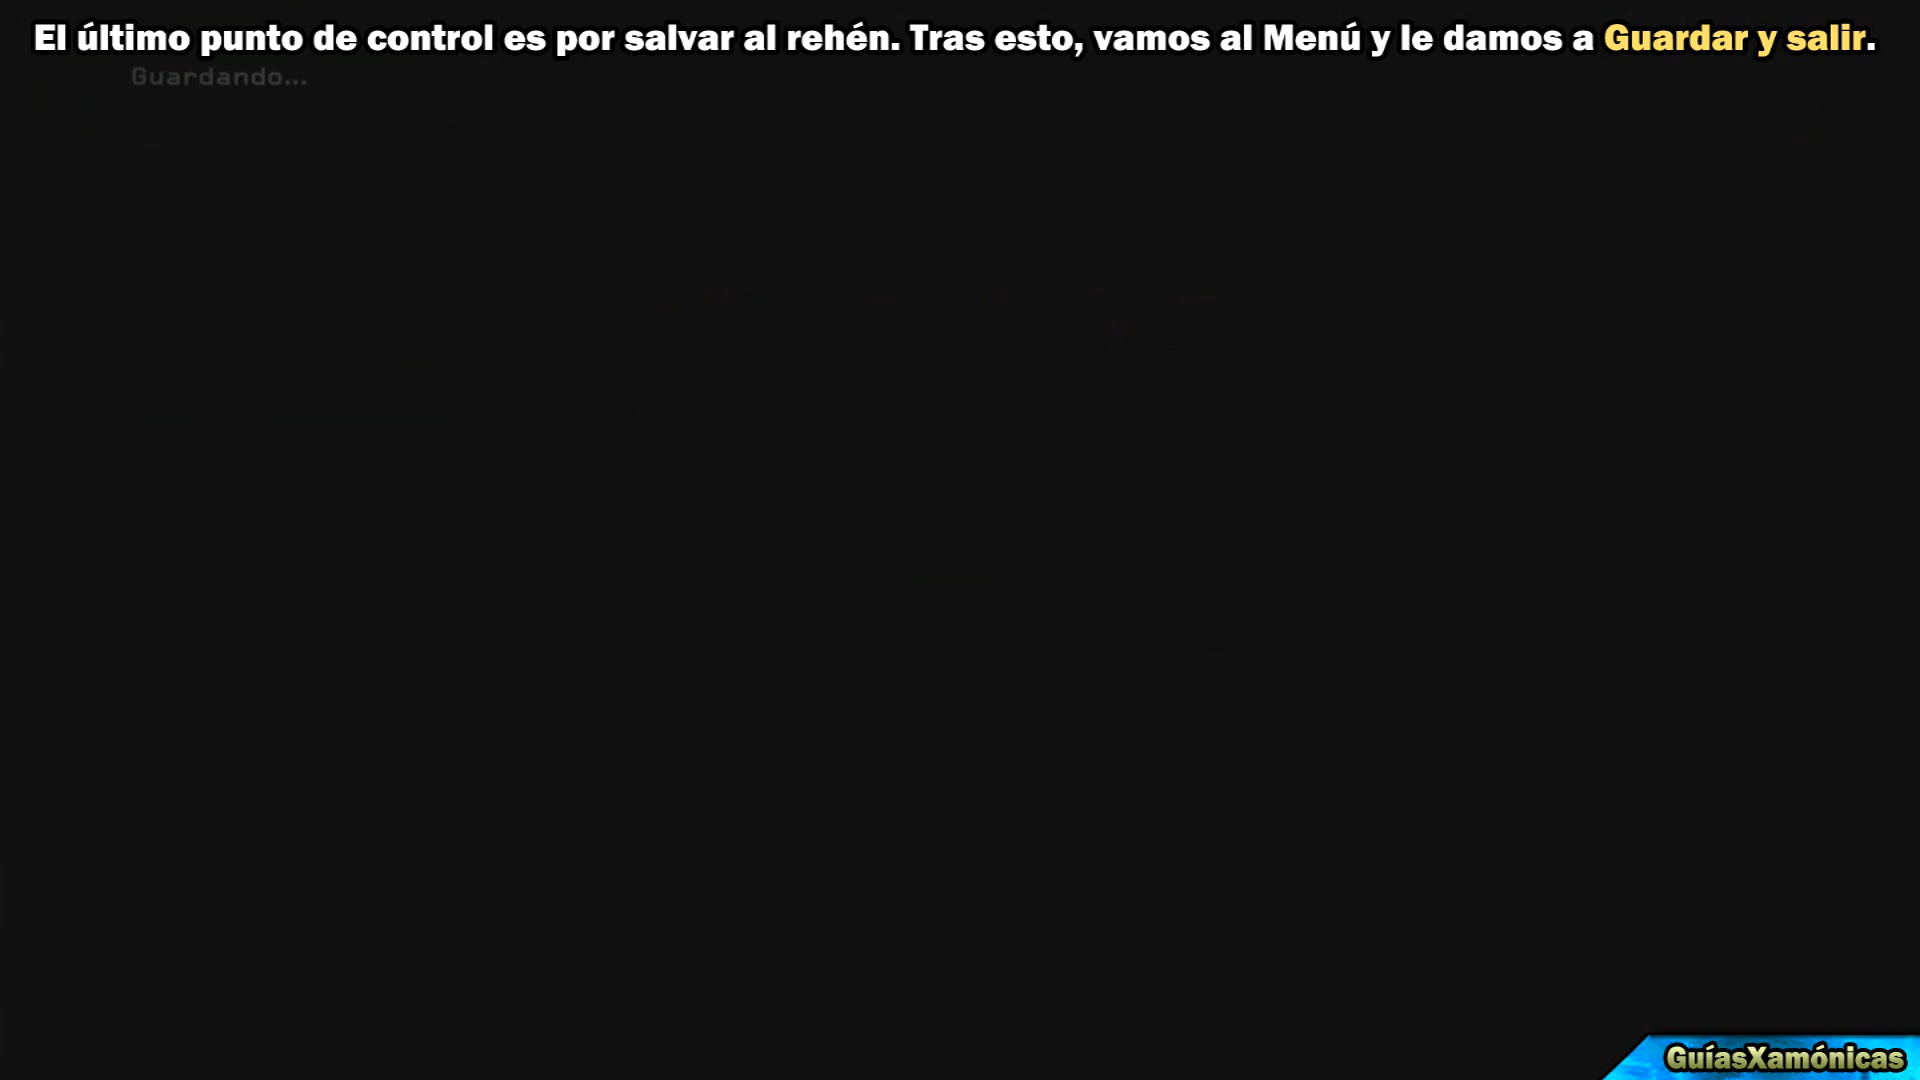 El último punto de control es por salvar al rehén. Tras esto, vamos al Menú y le damos a Guardar y salir.
Guardando...
GuíasXamónicas